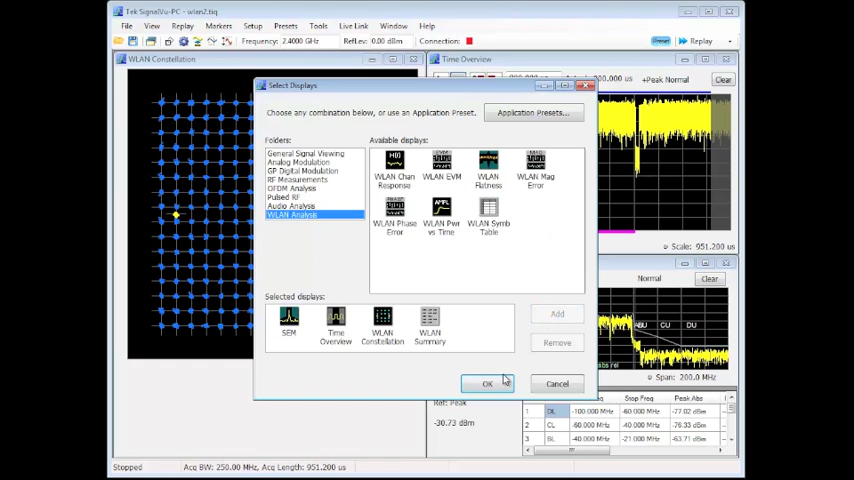 Tek SignalVu-PC - wlan2.tiq
File View Replay Markers Setup Presets Tools Live Link Window Help
Frequency: 2.4000 GHz RefLev: 0.00 dBm Connection: Preset Replay
WLAN Constellation
Time Overview
+Peak Normal Clear
Scale: 951.200 us
Normal Clear
ABU CU DU
Span: 200.0 MHz
Select Displays
Choose any combination below, or use an Application Preset. Application Presets...
Folders:
General Signal Viewing
Analog Modulation
GP Digital Modulation
RF Measurements
OFDM Analysis
Pulsed RF
Audio Analysis
WLAN Analysis
Available displays:
WLAN Chan Response
WLAN EVM
WLAN Flatness
WLAN Mag Error
WLAN Phase Error
WLAN Pwr vs Time
WLAN Symb Table
Selected displays:
SEM
Time Overview
WLAN Constellation
WLAN Summary
Add
Remove
OK
Cancel
Ref: Peak
-30.73 dBm
Stop Freq Peak Abs
1 DL -100.000 MHz -60.000 MHz -77.02 dBm
2 CL -60.000 MHz -40.000 MHz -76.33 dBm
3 BL -40.000 MHz -21.000 MHz -63.71 dBm
Stopped Acq BW: 250.00 MHz, Acq Length: 951.200 us